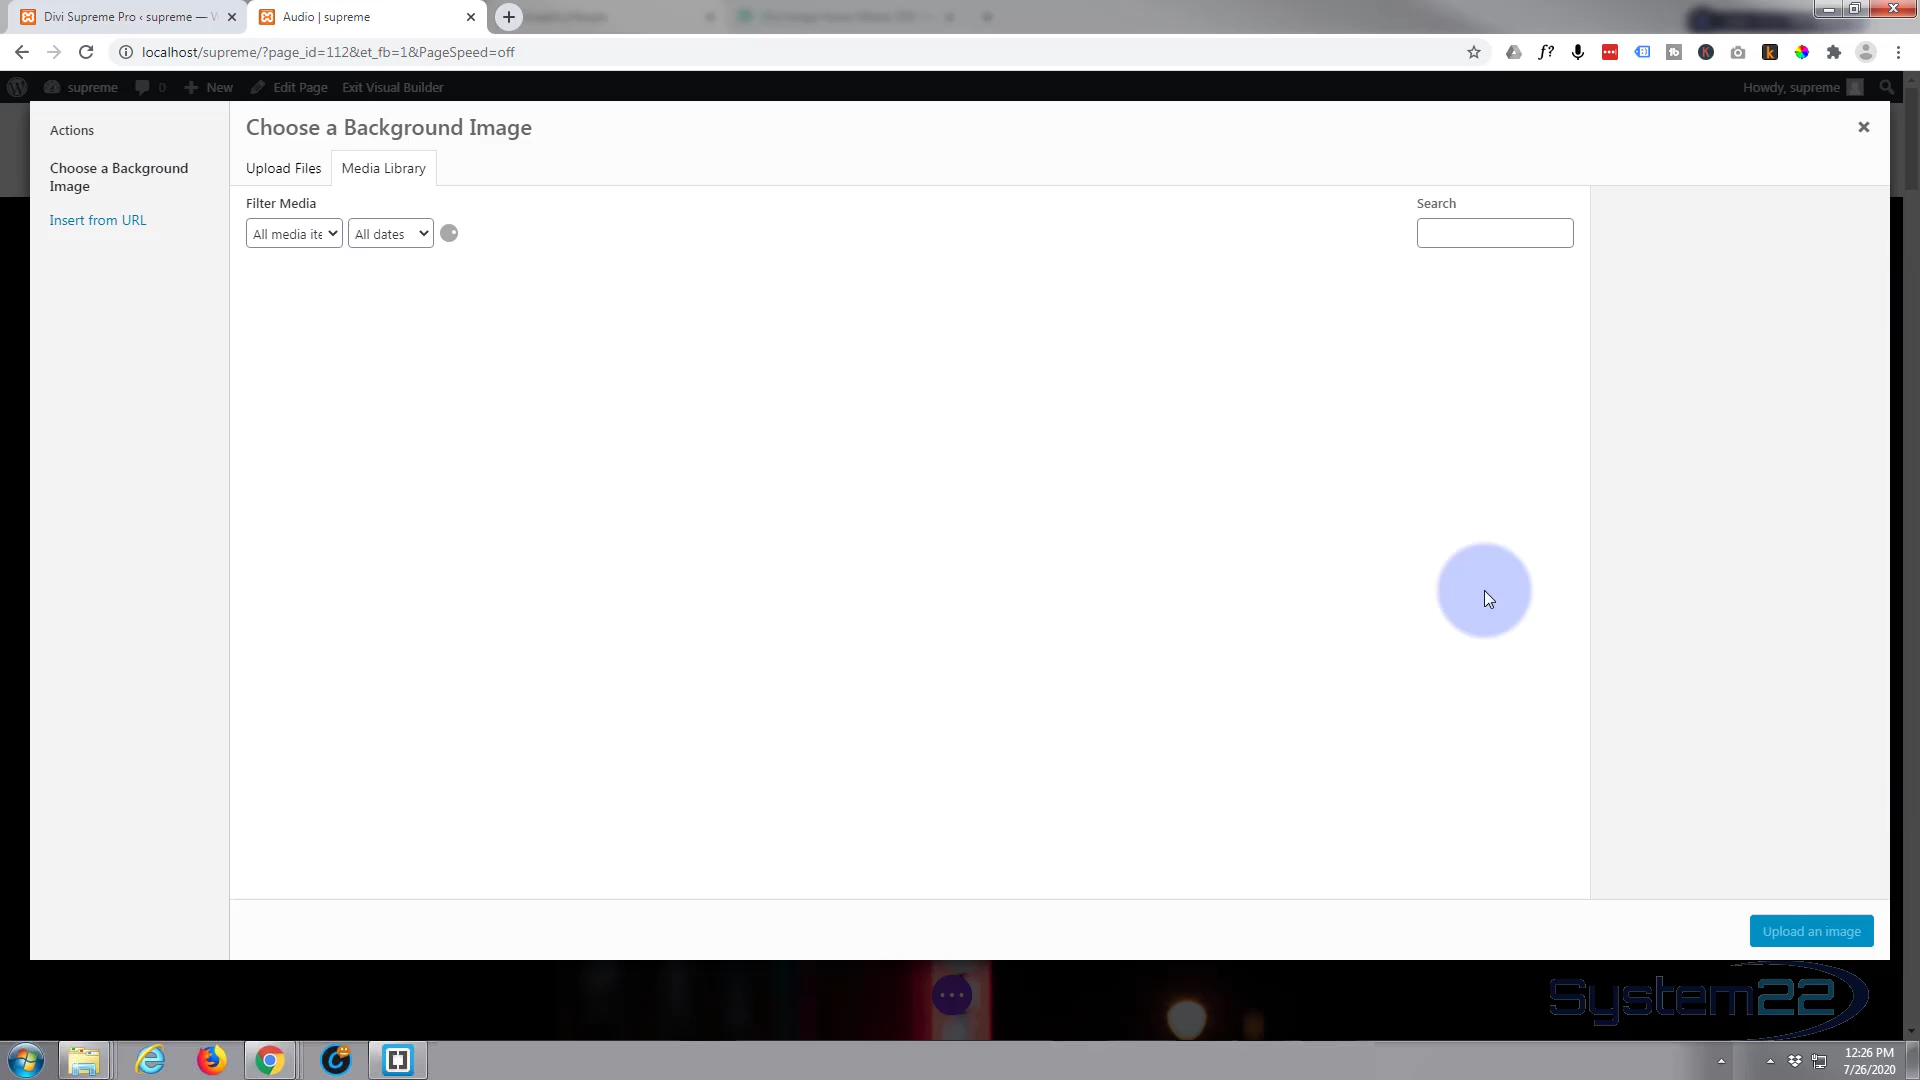 Divi Supreme Pro ‹ supreme —
Audio | supreme
localhost/supreme/?page_id=112&et_fb=1&PageSpeed=off
supreme
0
New
Edit Page
Exit Visual Builder
Howdy, supreme
Actions
Choose a Background
Image
Insert from URL
Choose a Background Image
Upload Files
Media Library
Filter Media
All media ite
All dates
Search
Upload an image
System22
12:26 PM
7/26/2020